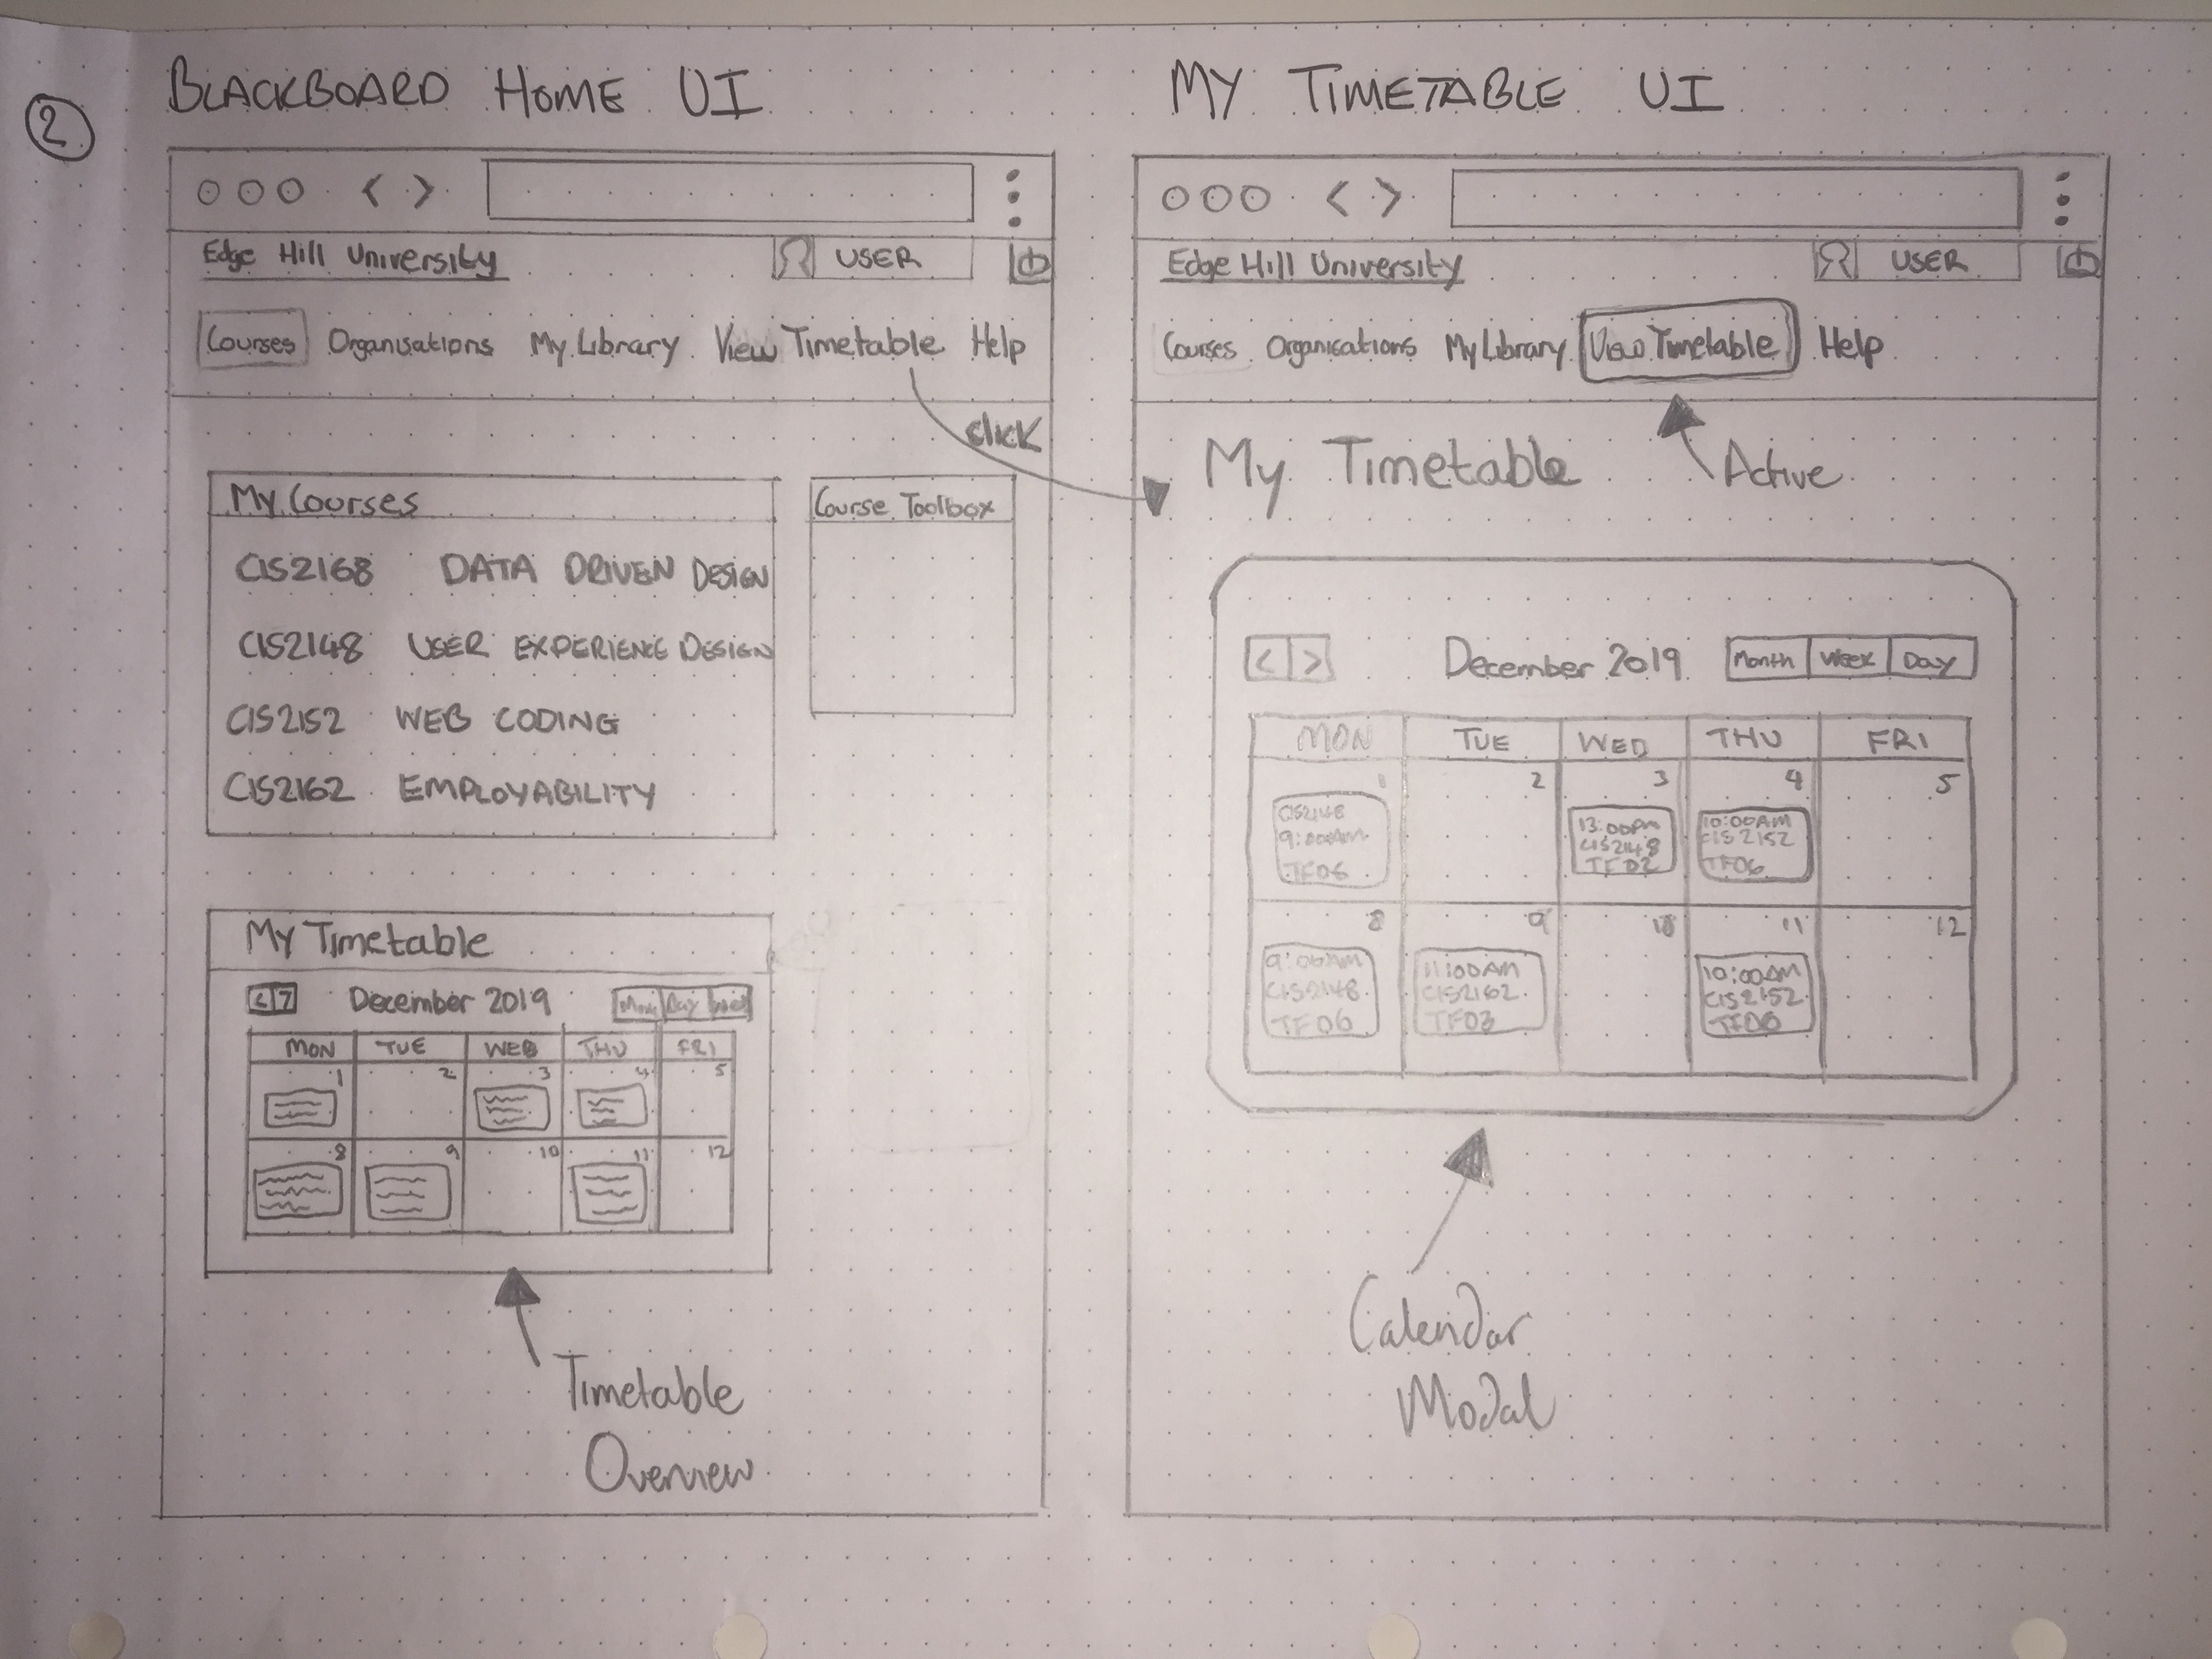 2
BLACKBOARD HOME UI
Edge Hill University
USER
Courses Organisations My Library View Timetable Help
click
My Courses
CIS2168 DATA DRIVEN DESIGN
CIS2148 USER EXPERIENCE DESIGN
CIS2152 WEB CODING
CIS2162 EMPLOYABILITY
Course Toolbox
My Timetable
< > December 2019
Day
MON TUE WED THU FRI
1 2 3 4 5
8 9 10 11 12
Timetable
Overview
MY TIMETABLE UI
Edge Hill University
USER
Courses Organisations My Library View Timetable Help
My Timetable
Active
< > December 2019 Month Week Day
MON TUE WED THU FRI
1 2 3 4 5
CIS2148
9:00AM
TF06
13:00PM
CIS2148
TF02
10:00AM
CIS2152
TF06
8 9 10 11 12
9:00AM
CIS2148
TF06
11:00AM
CIS2162
TF03
10:00AM
CIS2152
TF06
Calendar
Modal